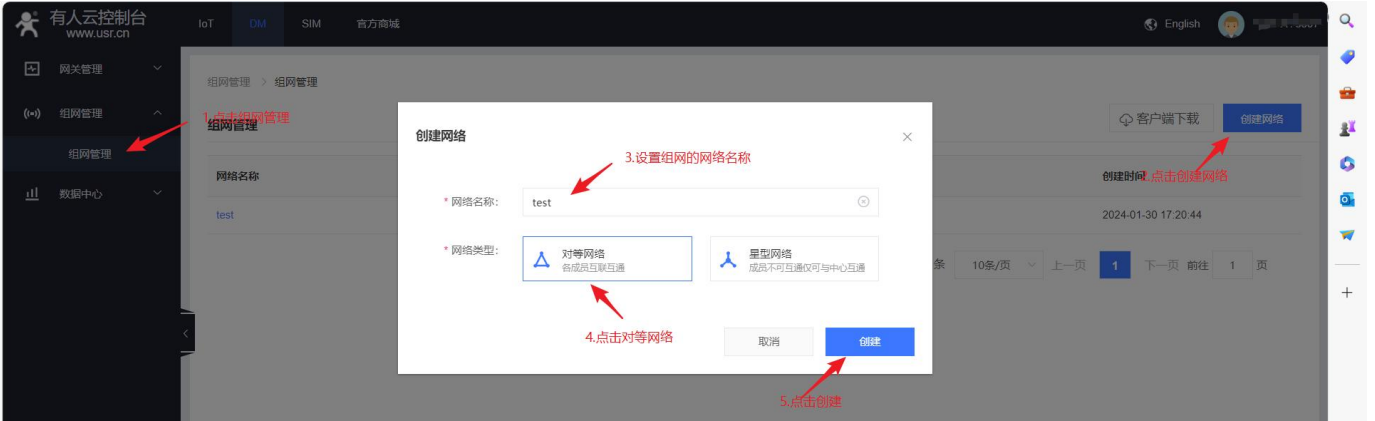 有人云控制台
www.usr.cn
IoT DM SIM 官方商城
English
网关管理
组网管理
组网管理
数据中心
组网管理 > 组网管理
1.点击组网管理
组网管理
客户端下载
创建网络
2.点击创建网络
网络名称
创建时间
test
2024-01-30 17:20:44
条 10条/页 上一页 1 下一页 前往 1 页
创建网络
3.设置组网的网络名称
* 网络名称: test
* 网络类型:
对等网络
各成员互联互通
星型网络
成员不可互通仅可与中心互通
4.点击对等网络
取消
创建
5.点击创建